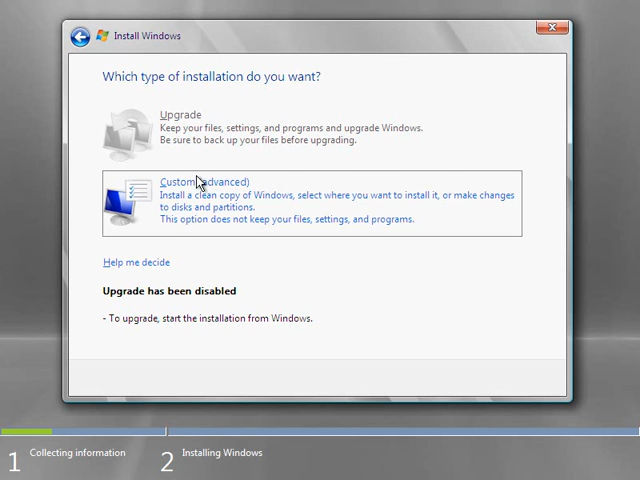 Install Windows
Which type of installation do you want?
Upgrade
Keep your files, settings, and programs and upgrade Windows.
Be sure to back up your files before upgrading.
Custom (advanced)
Install a clean copy of Windows, select where you want to install it, or make changes
to disks and partitions.
This option does not keep your files, settings, and programs.
Help me decide
Upgrade has been disabled
- To upgrade, start the installation from Windows.
1 Collecting information
2 Installing Windows